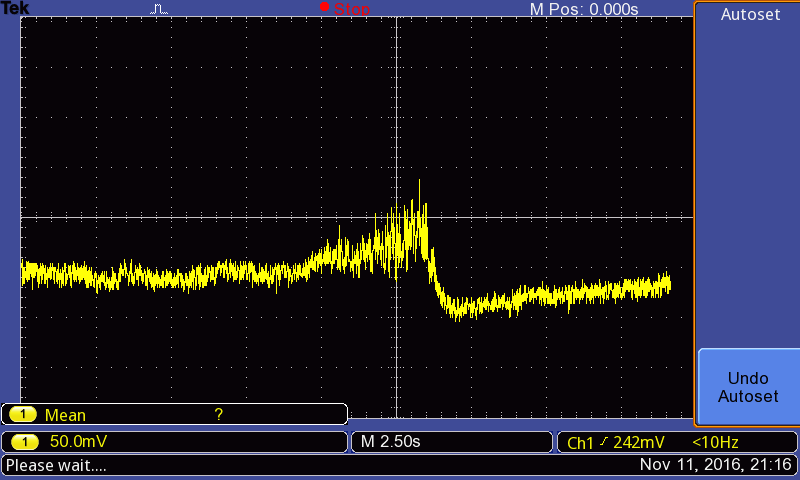 Tek
Stop
M Pos: 0.000s
Autoset
Undo
Autoset
1 Mean ?
1 50.0mV
M 2.50s
Ch1 242mV <10Hz
Please wait....
Nov 11, 2016, 21:16